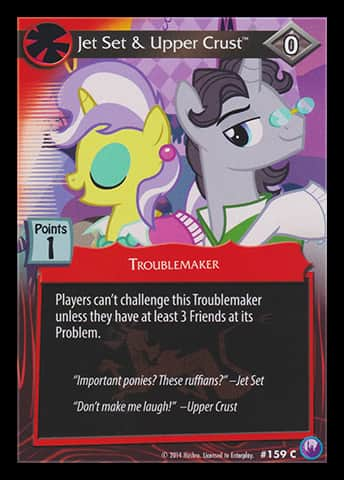 Jet Set & Upper Crust™
0
Points
1
TROUBLEMAKER
Players can't challenge this Troublemaker
unless they have at least 3 Friends at its
Problem.
"Important ponies? These ruffians?" –Jet Set
"Don't make me laugh!" –Upper Crust
© 2014 Hasbro. Licensed to Enterplay. #159 C